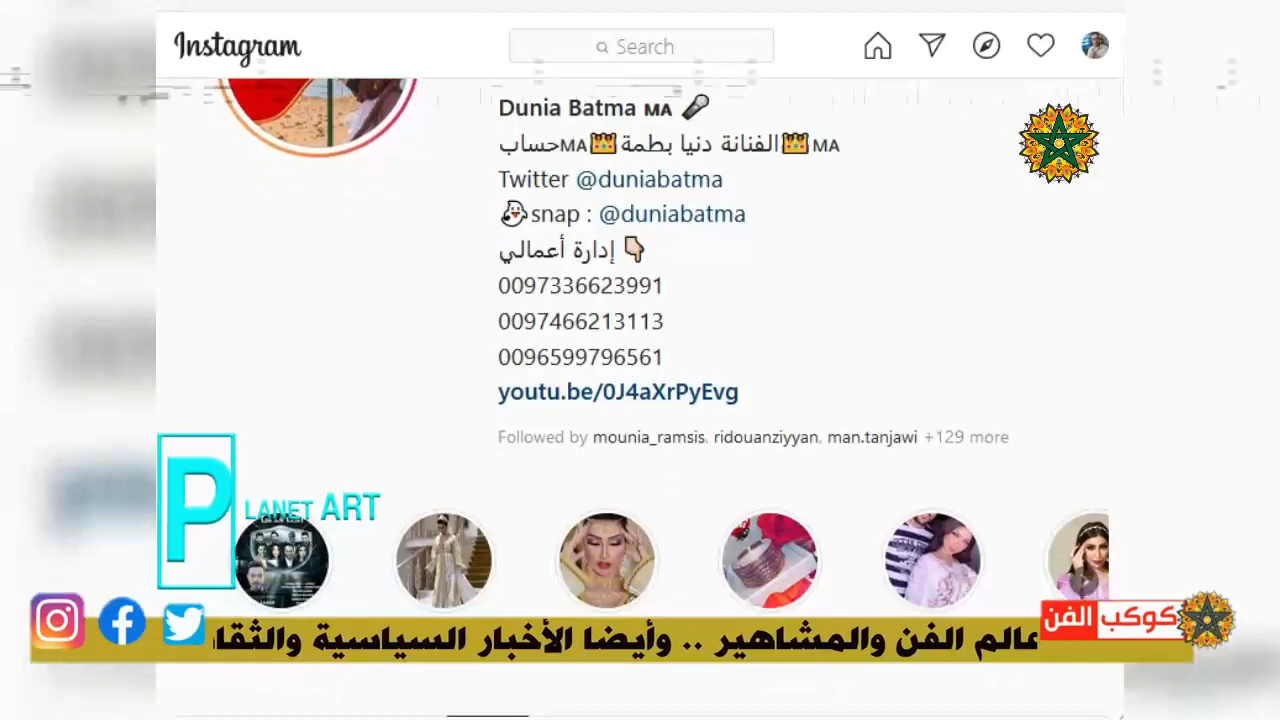 Instagram
Search
Dunia Batma MA 🎤
حسابMA👑الفنانة دنيا بطمة👑MA
Twitter @duniabatma
👻snap : @duniabatma
إدارة أعمالي 👇🏻
0097336623991
0097466213113
0096599796561
youtu.be/0J4aXrPyEvg
Followed by mounia_ramsis, ridouanziyyan, man.tanjawi +129 more
PLANET ART
عالم الفن والمشاهير .. وأيضا الأخبار السياسية والثقا
كوكب الفن